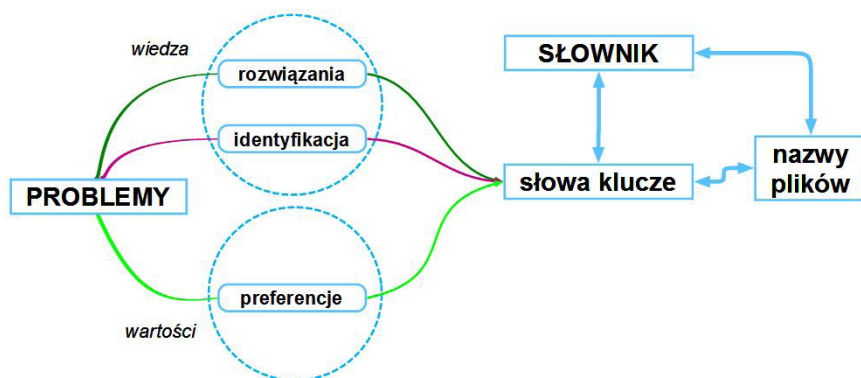 wiedza
rozwiązania
identyfikacja
PROBLEMY
preferencje
wartości
SŁOWNIK
słowa klucze
nazwy
plików